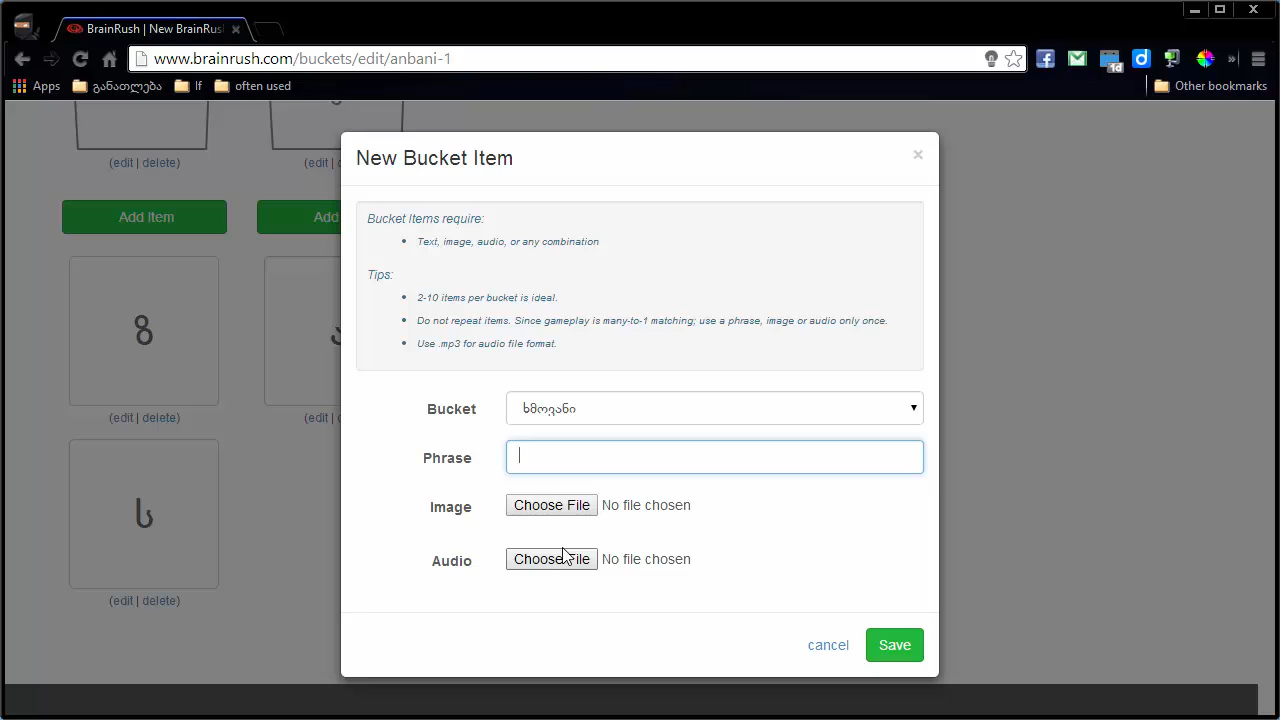 BrainRush | New BrainRus
www.brainrush.com/buckets/edit/anbani-1
1d
Apps განათლება lf often used Other bookmarks
(edit | delete) (edit |
New Bucket Item ×
Bucket Items require:
• Text, image, audio, or any combination
Tips:
• 2-10 items per bucket is ideal.
• Do not repeat items. Since gameplay is many-to-1 matching; use a phrase, image or audio only once.
• Use .mp3 for audio file format.
Add Item Add
ზ
(edit | delete) (edit |
ს
(edit | delete)
Bucket ხმოვანი
Phrase
Image Choose File No file chosen
Audio Choose File No file chosen
cancel Save